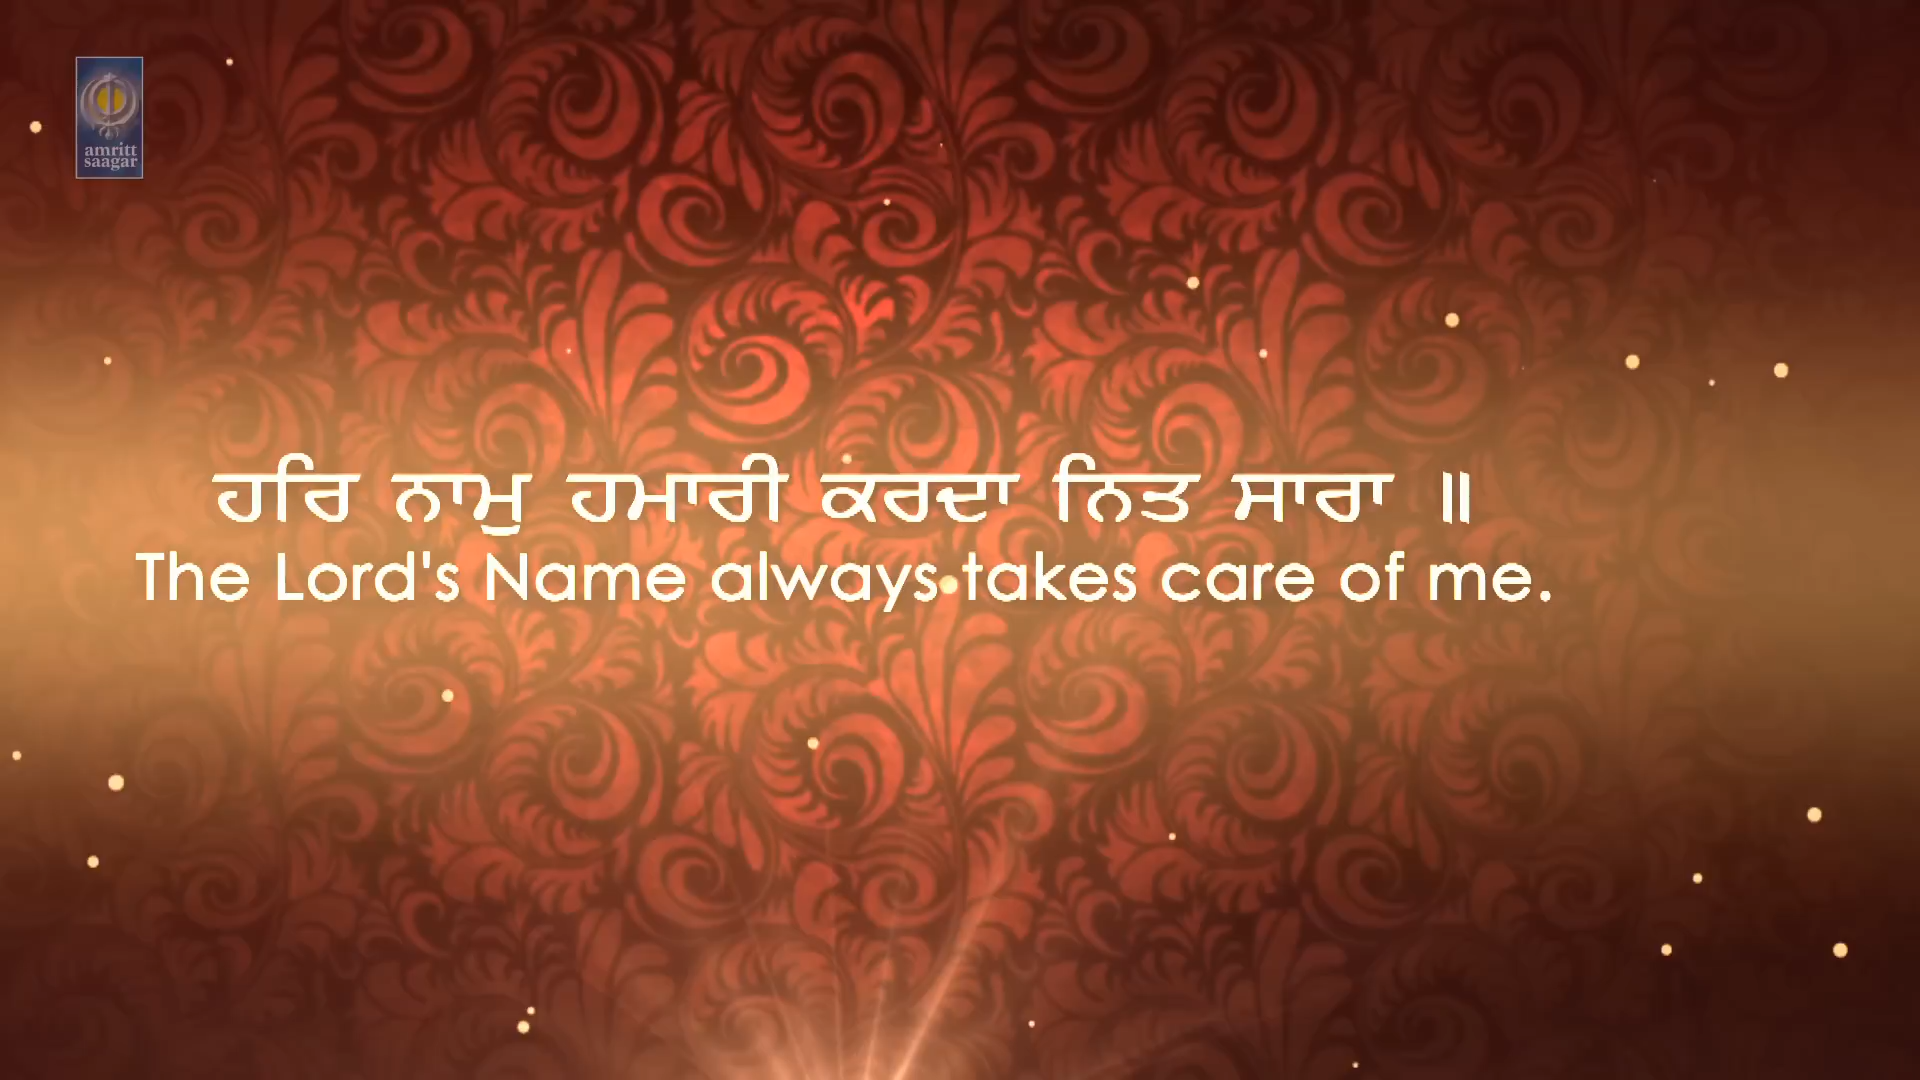 amritt
saagar
ਹਰਿ ਨਾਮੁ ਹਮਾਰੀ ਕਰਦਾ ਨਿਤ ਸਾਰਾ ॥
The Lord's Name always takes care of me.